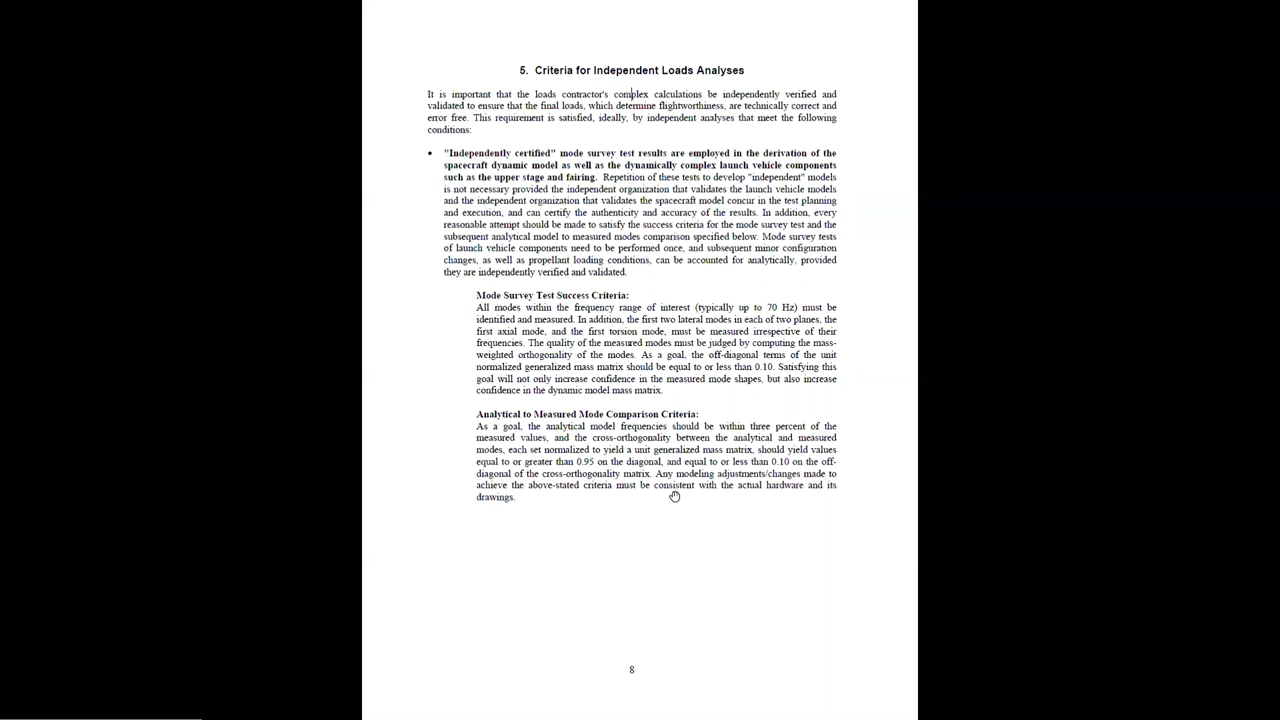 5. Criteria for Independent Loads Analyses
It is important that the loads contractor's complex calculations be independently verified and
validated to ensure that the final loads, which determine flightworthiness, are technically correct and
error free. This requirement is satisfied, ideally, by independent analyses that meet the following
conditions:
• "Independently certified" mode survey test results are employed in the derivation of the
spacecraft dynamic model as well as the dynamically complex launch vehicle components
such as the upper stage and fairing. Repetition of these tests to develop "independent" models
is not necessary provided the independent organization that validates the launch vehicle models
and the independent organization that validates the spacecraft model concur in the test planning
and execution, and can certify the authenticity and accuracy of the results. In addition, every
reasonable attempt should be made to satisfy the success criteria for the mode survey test and the
subsequent analytical model to measured modes comparison specified below. Mode survey tests
of launch vehicle components need to be performed once, and subsequent minor configuration
changes, as well as propellant loading conditions, can be accounted for analytically, provided
they are independently verified and validated.
Mode Survey Test Success Criteria:
All modes within the frequency range of interest (typically up to 70 Hz) must be
identified and measured. In addition, the first two lateral modes in each of two planes, the
first axial mode, and the first torsion mode, must be measured irrespective of their
frequencies. The quality of the measured modes must be judged by computing the mass-
weighted orthogonality of the modes. As a goal, the off-diagonal terms of the unit
normalized generalized mass matrix should be equal to or less than 0.10. Satisfying this
goal will not only increase confidence in the measured mode shapes, but also increase
confidence in the dynamic model mass matrix.
Analytical to Measured Mode Comparison Criteria:
As a goal, the analytical model frequencies should be within three percent of the
measured values, and the cross-orthogonality between the analytical and measured
modes, each set normalized to yield a unit generalized mass matrix, should yield values
equal to or greater than 0.95 on the diagonal, and equal to or less than 0.10 on the off-
diagonal of the cross-orthogonality matrix. Any modeling adjustments/changes made to
achieve the above-stated criteria must be consistent with the actual hardware and its
drawings.
8